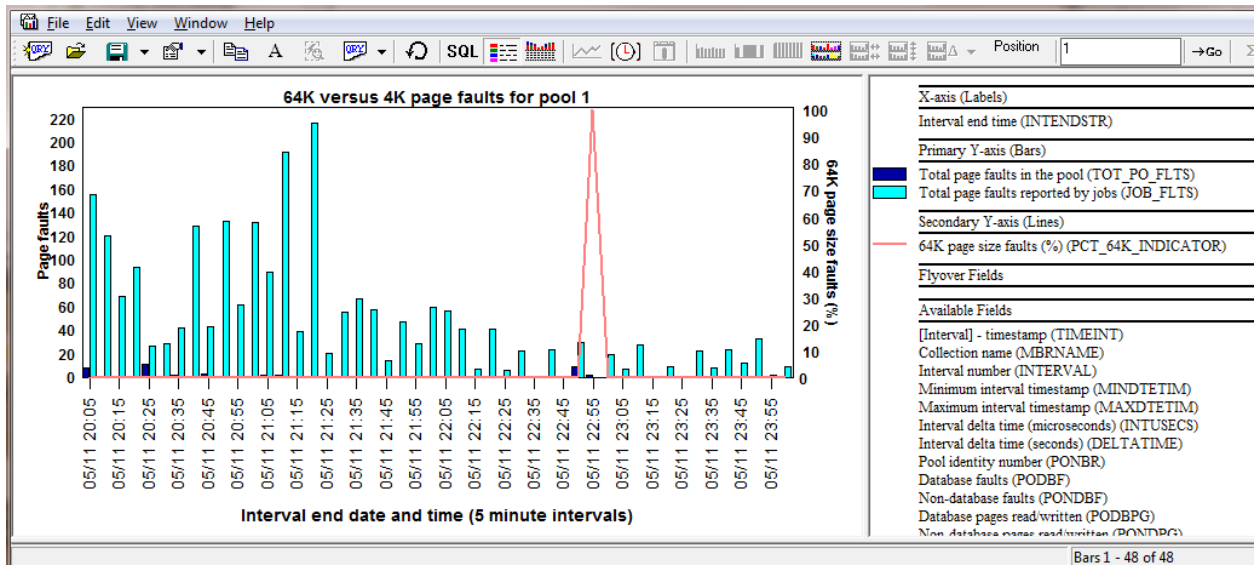 File Edit View Window Help
QRY A QRY SQL Position 1 →Go Σ
64K versus 4K page faults for pool 1
Page faults
220
200
180
160
140
120
100
80
60
40
20
0
100
90
80
70
60
50
40
30
20
10
0
64K page size faults (%)
05/11 20:05
05/11 20:15
05/11 20:25
05/11 20:35
05/11 20:45
05/11 20:55
05/11 21:05
05/11 21:15
05/11 21:25
05/11 21:35
05/11 21:45
05/11 21:55
05/11 22:05
05/11 22:15
05/11 22:25
05/11 22:35
05/11 22:45
05/11 22:55
05/11 23:05
05/11 23:15
05/11 23:25
05/11 23:35
05/11 23:45
05/11 23:55
Interval end date and time (5 minute intervals)
X-axis (Labels)
Interval end time (INTENDSTR)
Primary Y-axis (Bars)
Total page faults in the pool (TOT_PO_FLTS)
Total page faults reported by jobs (JOB_FLTS)
Secondary Y-axis (Lines)
64K page size faults (%) (PCT_64K_INDICATOR)
Flyover Fields
Available Fields
[Interval] - timestamp (TIMEINT)
Collection name (MBRNAME)
Interval number (INTERVAL)
Minimum interval timestamp (MINDTETIM)
Maximum interval timestamp (MAXDTETIM)
Interval delta time (microseconds) (INTUSECS)
Interval delta time (seconds) (DELTATIME)
Pool identity number (PONBR)
Database faults (PODBF)
Non-database faults (PONDBF)
Database pages read/written (PODBPG)
Non-database pages read/written (PONDPG)
Bars 1 - 48 of 48